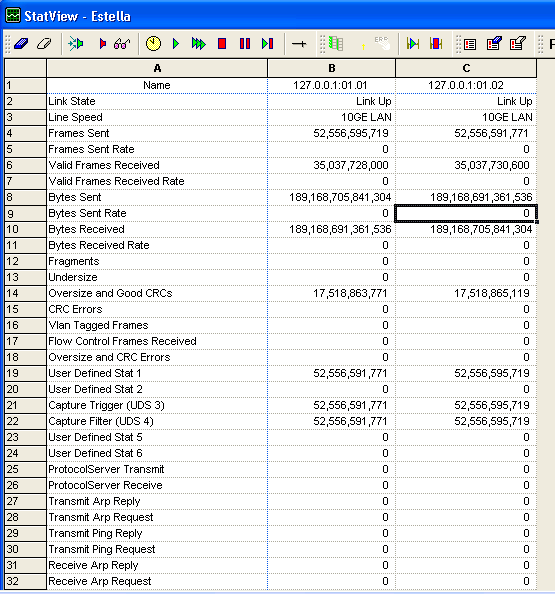 StatView - Estella
A B C
1 Name 127.0.0.1:01.01 127.0.0.1:01.02
2 Link State Link Up Link Up
3 Line Speed 10GE LAN 10GE LAN
4 Frames Sent 52,556,595,719 52,556,591,771
5 Frames Sent Rate 0 0
6 Valid Frames Received 35,037,728,000 35,037,730,600
7 Valid Frames Received Rate 0 0
8 Bytes Sent 189,168,705,841,304 189,168,691,361,536
9 Bytes Sent Rate 0 0
10 Bytes Received 189,168,691,361,536 189,168,705,841,304
11 Bytes Received Rate 0 0
12 Fragments 0 0
13 Undersize 0 0
14 Oversize and Good CRCs 17,518,863,771 17,518,865,119
15 CRC Errors 0 0
16 Vlan Tagged Frames 0 0
17 Flow Control Frames Received 0 0
18 Oversize and CRC Errors 0 0
19 User Defined Stat 1 52,556,591,771 52,556,595,719
20 User Defined Stat 2 0 0
21 Capture Trigger (UDS 3) 52,556,591,771 52,556,595,719
22 Capture Filter (UDS 4) 52,556,591,771 52,556,595,719
23 User Defined Stat 5 0 0
24 User Defined Stat 6 0 0
25 ProtocolServer Transmit 0 0
26 ProtocolServer Receive 0 0
27 Transmit Arp Reply 0 0
28 Transmit Arp Request 0 0
29 Transmit Ping Reply 0 0
30 Transmit Ping Request 0 0
31 Receive Arp Reply 0 0
32 Receive Arp Request 0 0